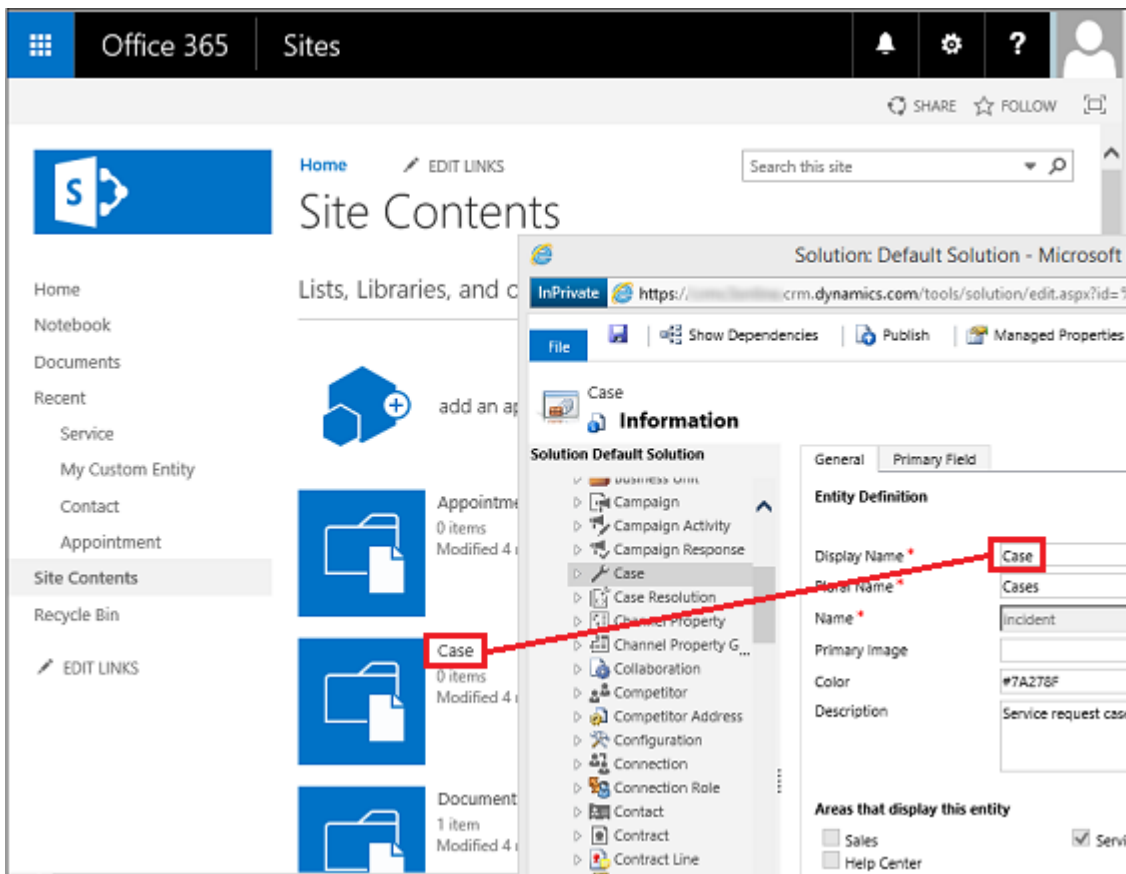 Office 365 Sites ?
SHARE FOLLOW
S
Home EDIT LINKS
Search this site
Site Contents
Home
Notebook
Documents
Recent
Service
My Custom Entity
Contact
Appointment
Site Contents
Recycle Bin
EDIT LINKS
Lists, Libraries, and
add an
Appointme
0 items
Modified 4
Case
0 items
Modified 4
Document
1 item
Modified 4
Solution: Default Solution - Microsoft
InPrivate https:/ crm.dynamics.com/tools/solution/edit.aspx?id=
File Show Dependencies Publish Managed Properties
Case
Information
Solution Default Solution
Business Unit
Campaign
Campaign Activity
Campaign Response
Case
Case Resolution
Channel Property
Channel Property G...
Collaboration
Competitor
Competitor Address
Configuration
Connection
Connection Role
Contact
Contract
Contract Line
General Primary Field
Entity Definition
Display Name * Case
Plural Name * Cases
Name * incident
Primary Image
Color #7A278F
Description Service request case
Areas that display this entity
Sales Servi
Help Center